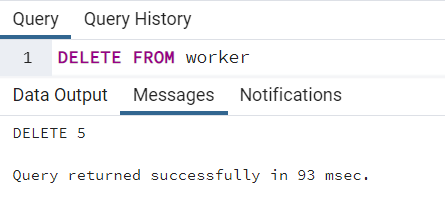 Query Query History
1 DELETE FROM worker
Data Output Messages Notifications
DELETE 5
Query returned successfully in 93 msec.